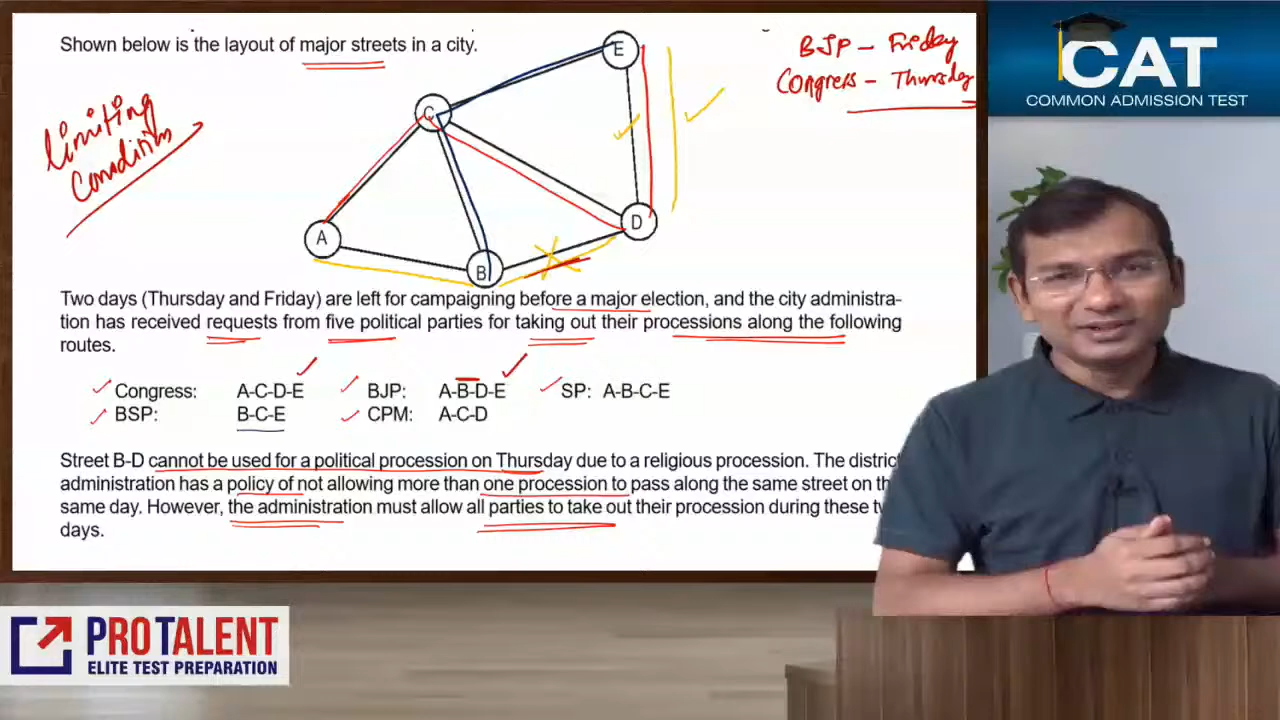 Shown below is the layout of major streets in a city.
BJP - Friday
Congress - Thursday
Limiting
Conditions
E
C
D
A
B
Two days (Thursday and Friday) are left for campaigning before a major election, and the city administra-
tion has received requests from five political parties for taking out their processions along the following
routes.
Congress: A-C-D-E BJP: A-B-D-E SP: A-B-C-E
BSP: B-C-E CPM: A-C-D
Street B-D cannot be used for a political procession on Thursday due to a religious procession. The distric
administration has a policy of not allowing more than one procession to pass along the same street on th
same day. However, the administration must allow all parties to take out their procession during these tw
days.
CAT
COMMON ADMISSION TEST
PROTALENT
ELITE TEST PREPARATION